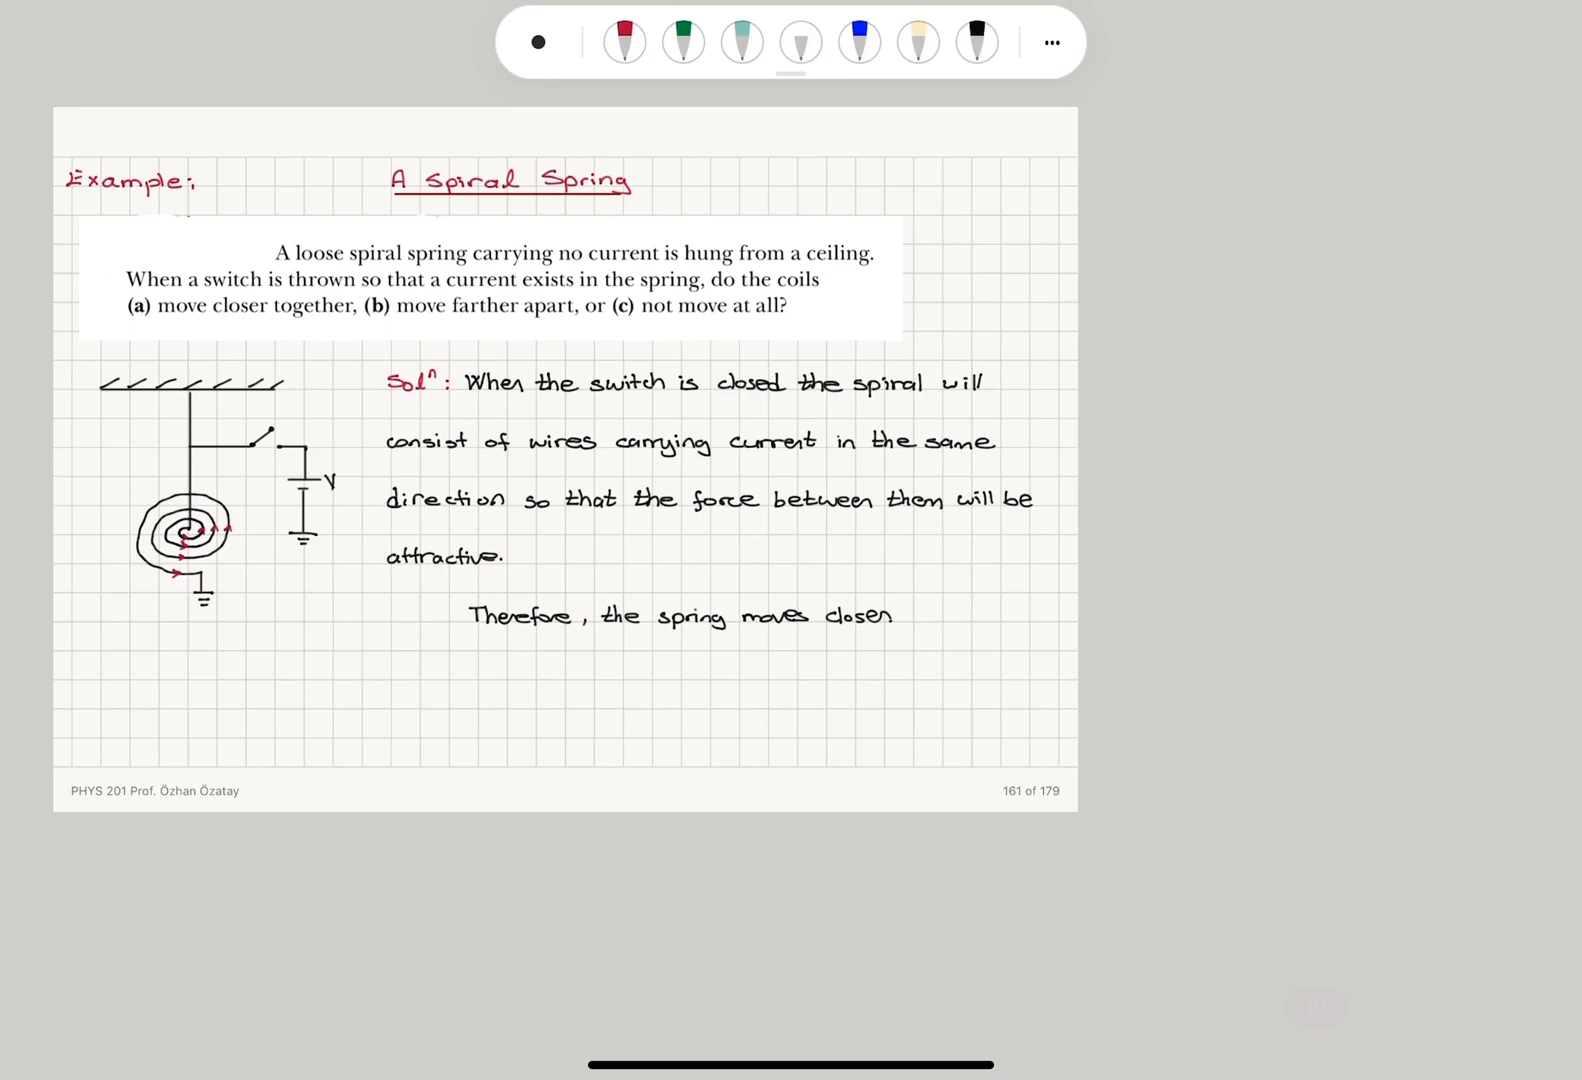 Example:
A Spiral Spring
A loose spiral spring carrying no current is hung from a ceiling.
When a switch is thrown so that a current exists in the spring, do the coils
(a) move closer together, (b) move farther apart, or (c) not move at all?
Solⁿ: When the switch is closed the spiral will
consist of wires carrying current in the same
direction so that the force between them will be
attractive.
Therefore, the spring moves closer
V
PHYS 201 Prof. Özhan Özatay
161 of 179